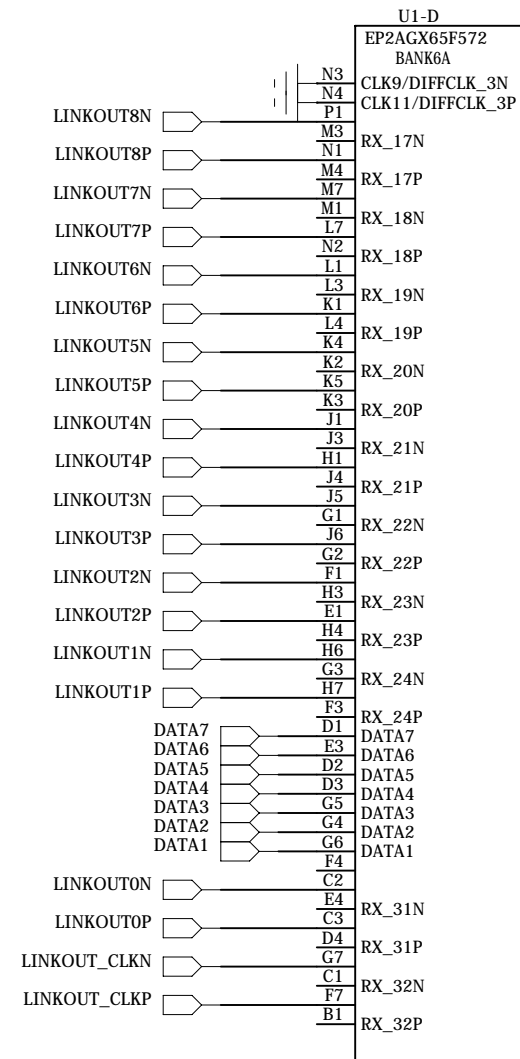 U1-D
EP2AGX65F572
BANK6A
N3 CLK9/DIFFCLK_3N
N4 CLK11/DIFFCLK_3P
LINKOUT8N P1
M3 RX_17N
LINKOUT8P N1
M4 RX_17P
LINKOUT7N M7
M1 RX_18N
LINKOUT7P L7
N2 RX_18P
LINKOUT6N L1
L3 RX_19N
LINKOUT6P K1
L4 RX_19P
LINKOUT5N K4
K2 RX_20N
LINKOUT5P K5
K3 RX_20P
LINKOUT4N J1
J3 RX_21N
LINKOUT4P H1
J4 RX_21P
LINKOUT3N J5
G1 RX_22N
LINKOUT3P J6
G2 RX_22P
LINKOUT2N F1
H3 RX_23N
LINKOUT2P E1
H4 RX_23P
LINKOUT1N H6
G3 RX_24N
LINKOUT1P H7
F3 RX_24P
DATA7 D1 DATA7
DATA6 E3 DATA6
DATA5 D2 DATA5
DATA4 D3 DATA4
DATA3 G5 DATA3
DATA2 G4 DATA2
DATA1 G6 DATA1
F4
LINKOUT0N C2
E4 RX_31N
LINKOUT0P C3
D4 RX_31P
LINKOUT_CLKN G7
C1 RX_32N
LINKOUT_CLKP F7
B1 RX_32P